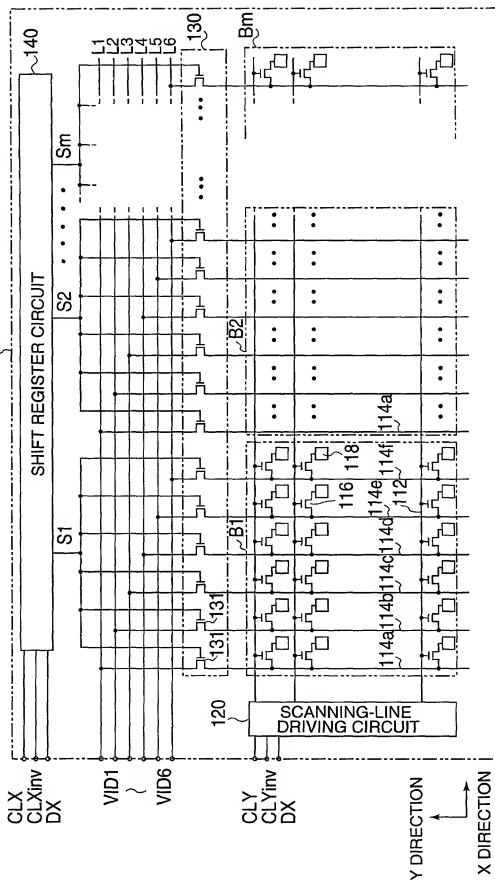 140
SHIFT REGISTER CIRCUIT
CLX
CLXinv
DX
S1
S2
Sm
L1
L2
L3
L4
L5
L6
VID1
~
VID6
130
131
131
B1
B2
Bm
120
SCANNING-LINE
DRIVING CIRCUIT
CLY
CLYinv
DX
114a
114b
114c
114d
114e
114f
114a
116
118
112
Y DIRECTION
X DIRECTION